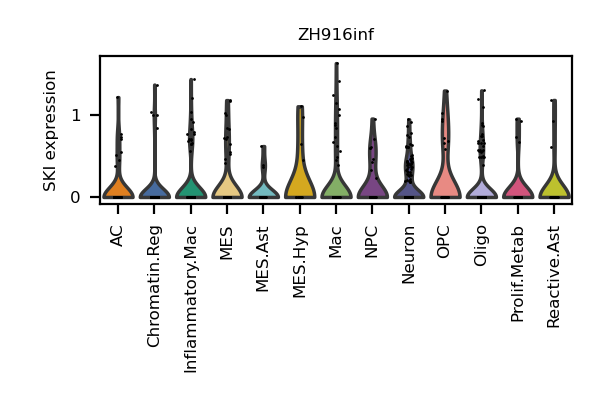 ZH916inf
SKI expression
1
0
AC
Chromatin.Reg
Inflammatory.Mac
MES
MES.Ast
MES.Hyp
Mac
NPC
Neuron
OPC
Oligo
Prolif.Metab
Reactive.Ast